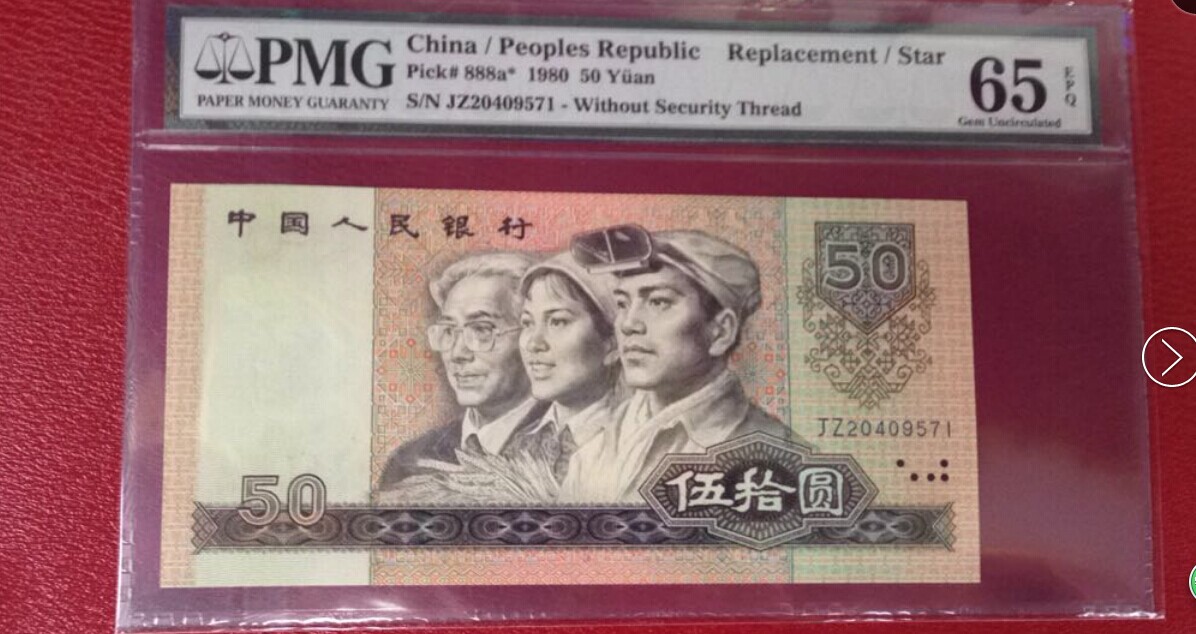 PMG
PAPER MONEY GUARANTY
China / Peoples Republic Replacement / Star
Pick# 888a* 1980 50 Yüan
S/N JZ20409571 - Without Security Thread
65
EPQ
Gem Uncirculated
中国人民银行
50
JZ20409571
50
伍拾圆